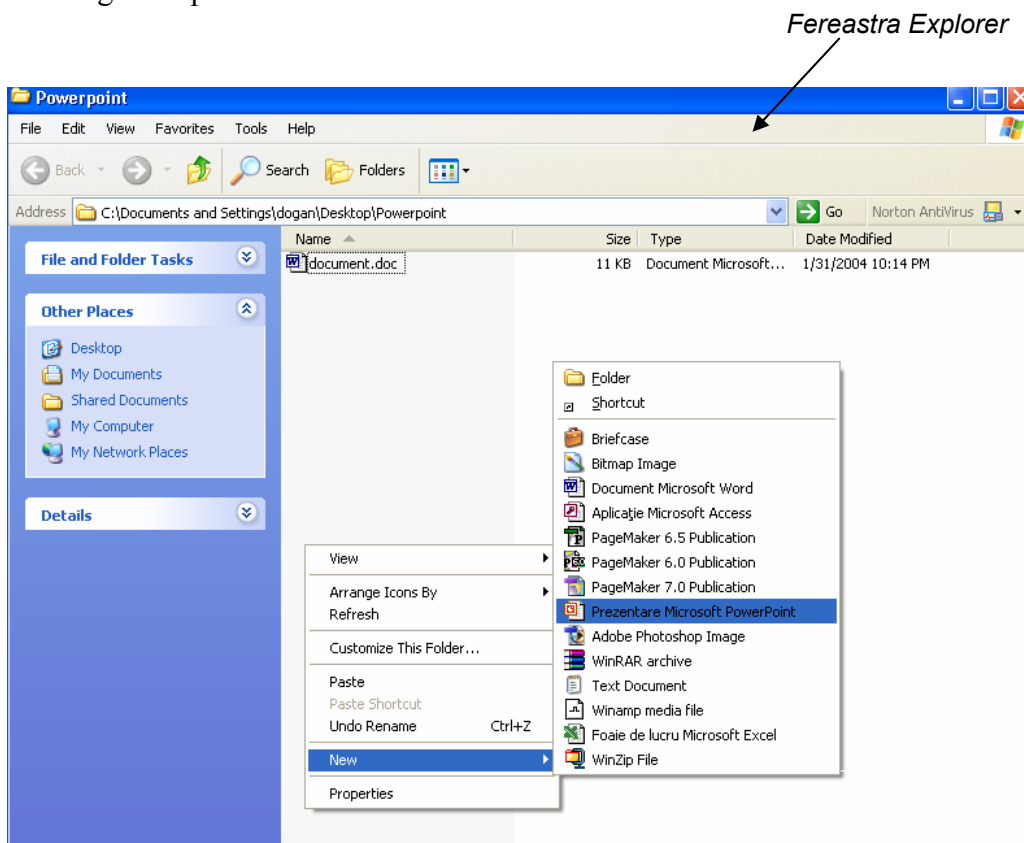 Fereastra Explorer
Powerpoint
File Edit View Favorites Tools Help
Back Search Folders
Address C:\Documents and Settings\dogan\Desktop\Powerpoint Go Norton AntiVirus
Name Size Type Date Modified
document.doc 11 KB Document Microsoft... 1/31/2004 10:14 PM
File and Folder Tasks
Other Places
Desktop
My Documents
Shared Documents
My Computer
My Network Places
Details
View
Arrange Icons By
Refresh
Customize This Folder...
Paste
Paste Shortcut
Undo Rename Ctrl+Z
New
Properties
Folder
Shortcut
Briefcase
Bitmap Image
Document Microsoft Word
Aplicaţie Microsoft Access
PageMaker 6.5 Publication
PageMaker 6.0 Publication
PageMaker 7.0 Publication
Prezentare Microsoft PowerPoint
Adobe Photoshop Image
WinRAR archive
Text Document
Winamp media file
Foaie de lucru Microsoft Excel
WinZip File